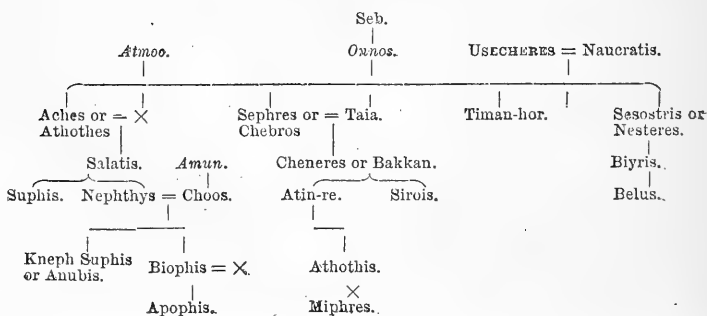 Seb.
Atmoo. Ounos. USECHERES = Naucratis.
Aches or = × Sephres or = Taia. Timan-hor. Sesostris or
Athothes Chebros Nesteres.
Salatis. Amun. Cheneres or Bakkan. Biyris.
Suphis. Nephthys = Choos. Atin-re. Sirois. Belus.
Kneph Suphis
or Anubis. Biophis = ×. Athothis.
×
Apophis. Miphres.